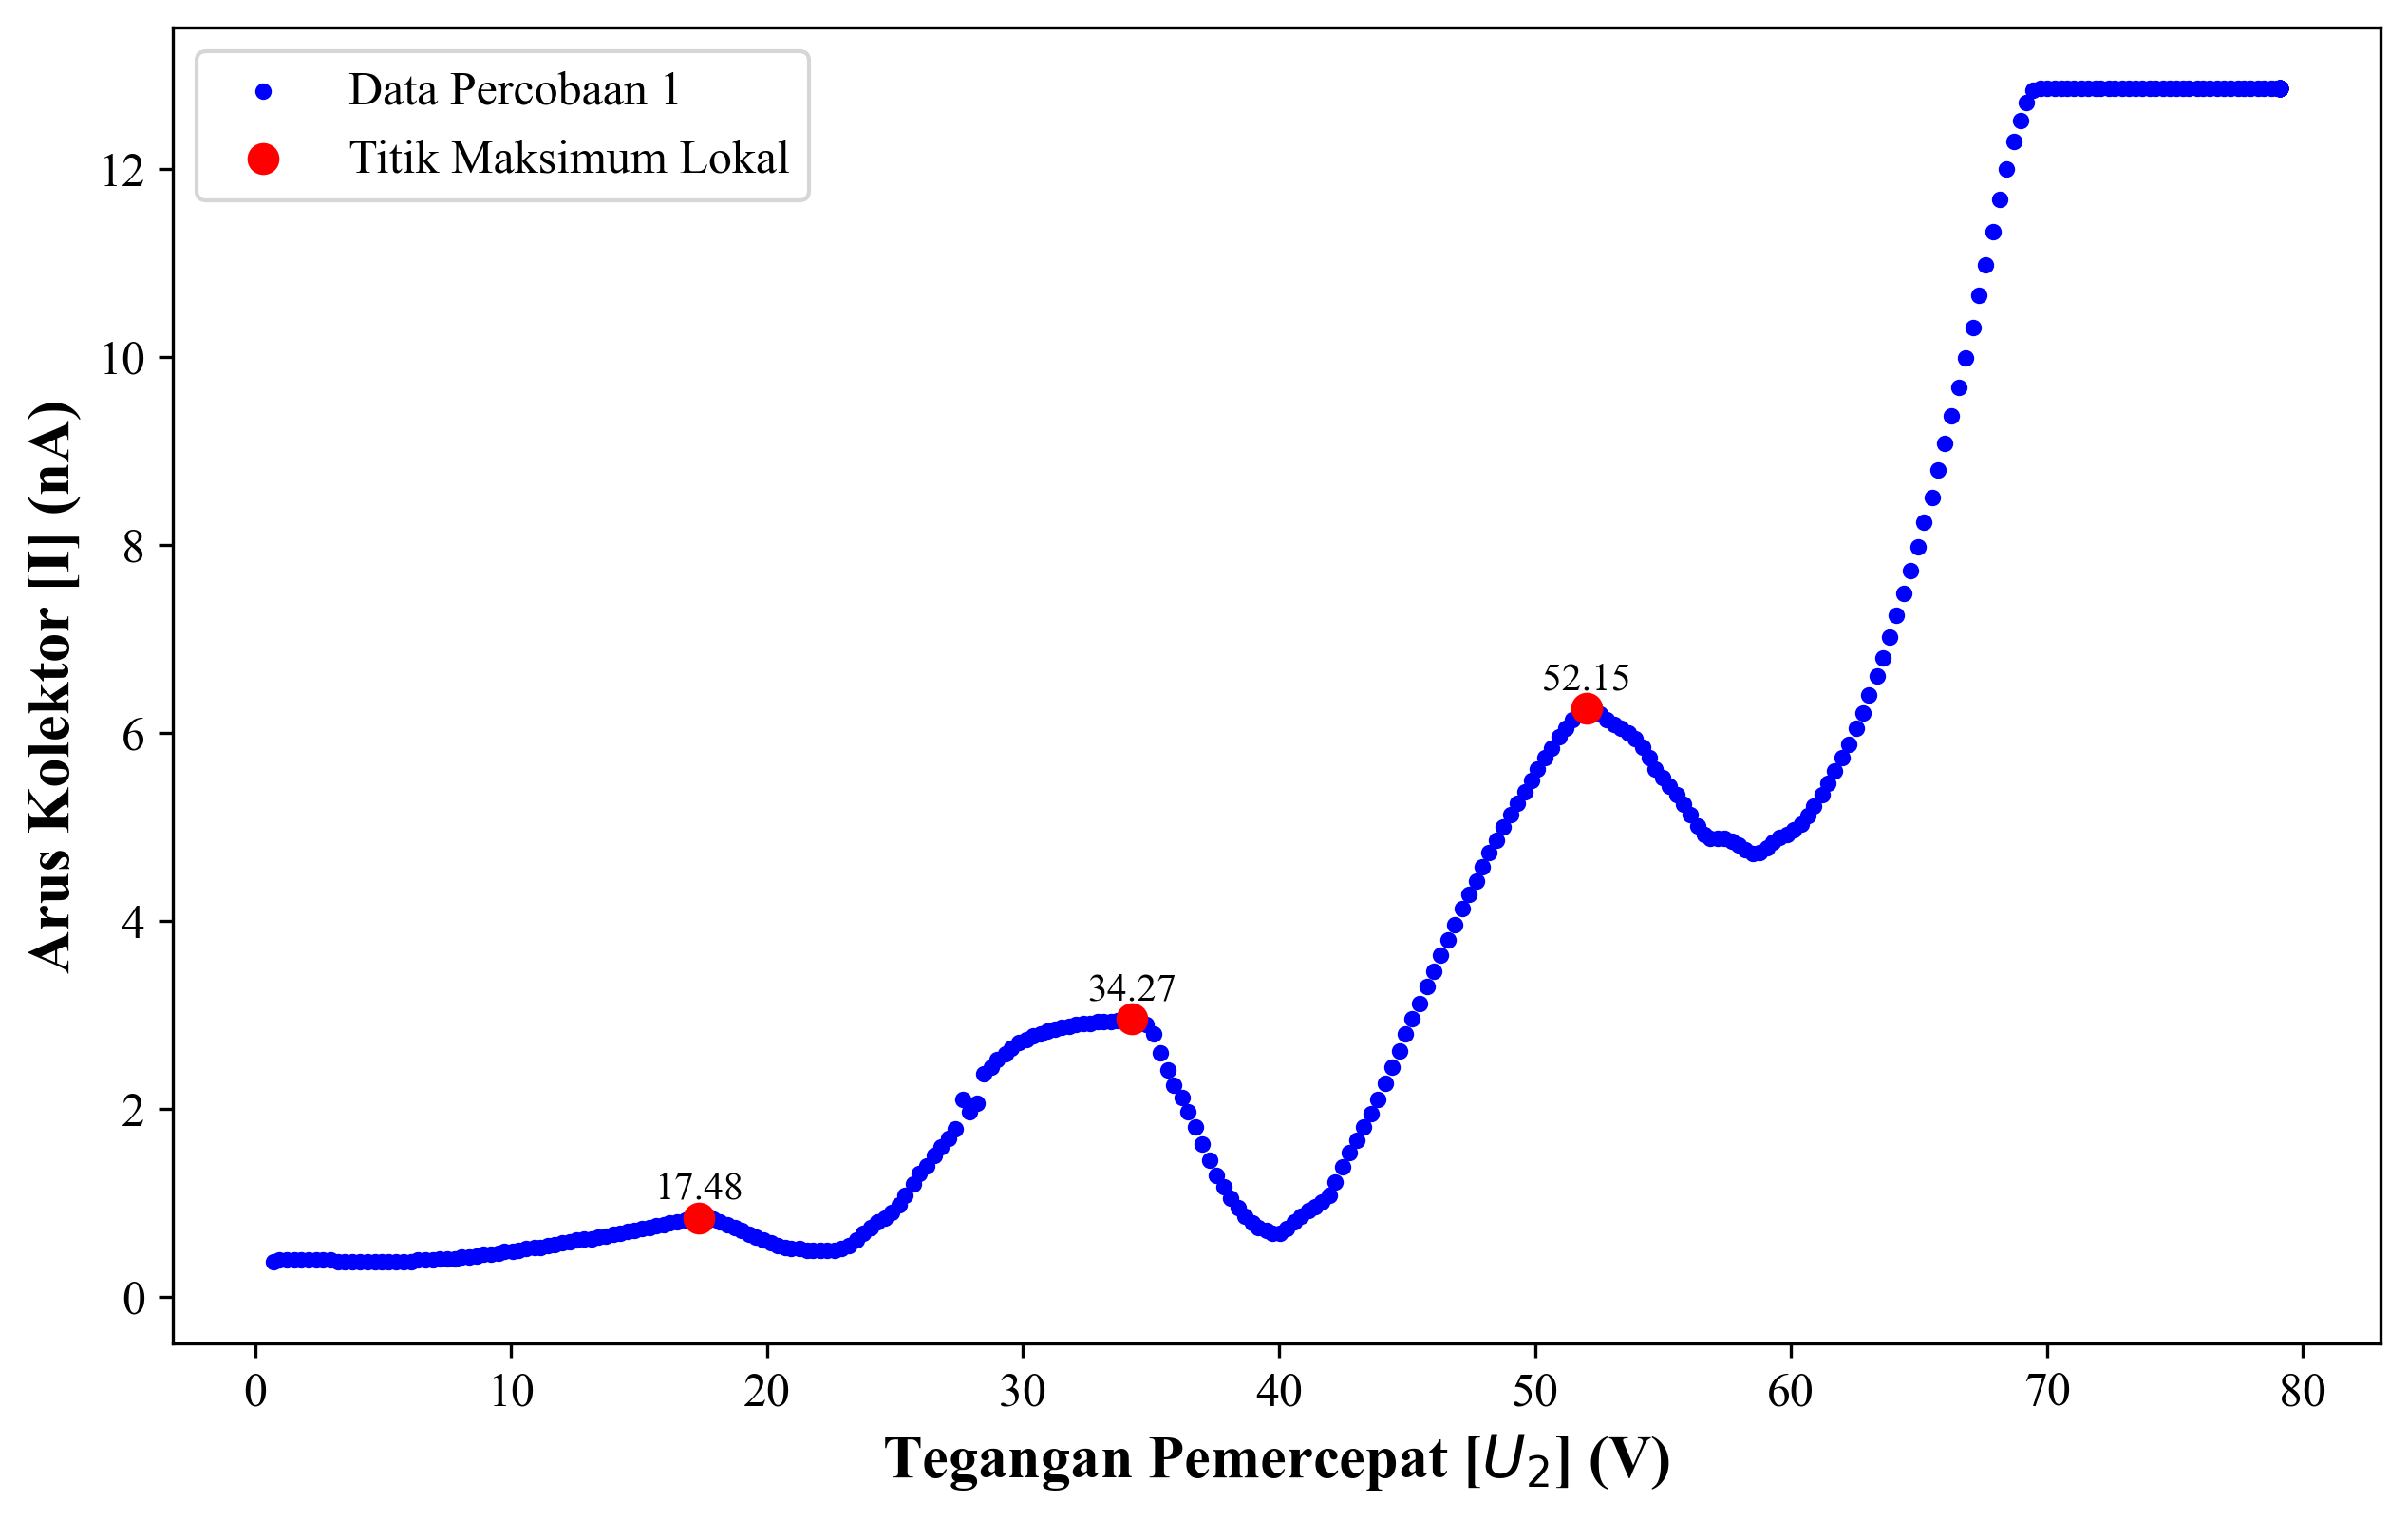 Data Percobaan 1
Titik Maksimum Lokal
12
10
8
6
4
2
0
17.48
34.27
52.15
0 10 20 30 40 50 60 70 80
Tegangan Pemercepat [U₂] (V)
Arus Kolektor [I] (nA)